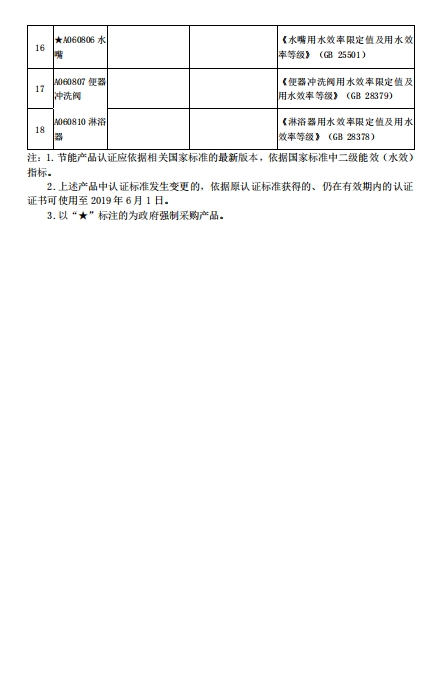 16
★A060806 水
嘴
《水嘴用水效率限定值及用水效
率等级》（GB 25501）
17
A060807 便器
冲洗阀
《便器冲洗阀用水效率限定值及
用水效率等级》（GB 28379）
18
A060810 淋浴
器
《淋浴器用水效率限定值及用水
效率等级》（GB 28378）
注：1. 节能产品认证应依据相关国家标准的最新版本，依据国家标准中二级能效（水效）
指标。
2. 上述产品中认证标准发生变更的，依据原认证标准获得的、仍在有效期内的认证
证书可使用至 2019 年 6 月 1 日。
3. 以“★”标注的为政府强制采购产品。